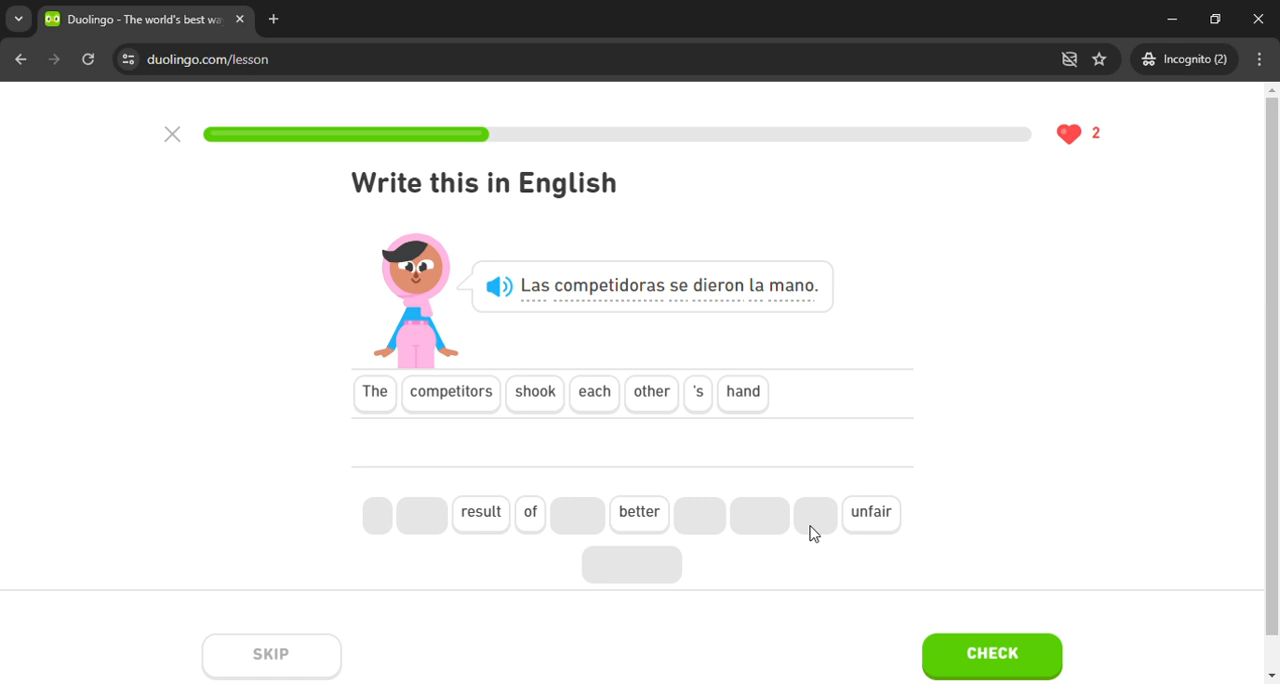 Duolingo - The world's best wa
duolingo.com/lesson
Incognito (2)
2
Write this in English
Las competidoras se dieron la mano.
The competitors shook each other 's hand
result of better unfair
SKIP
CHECK